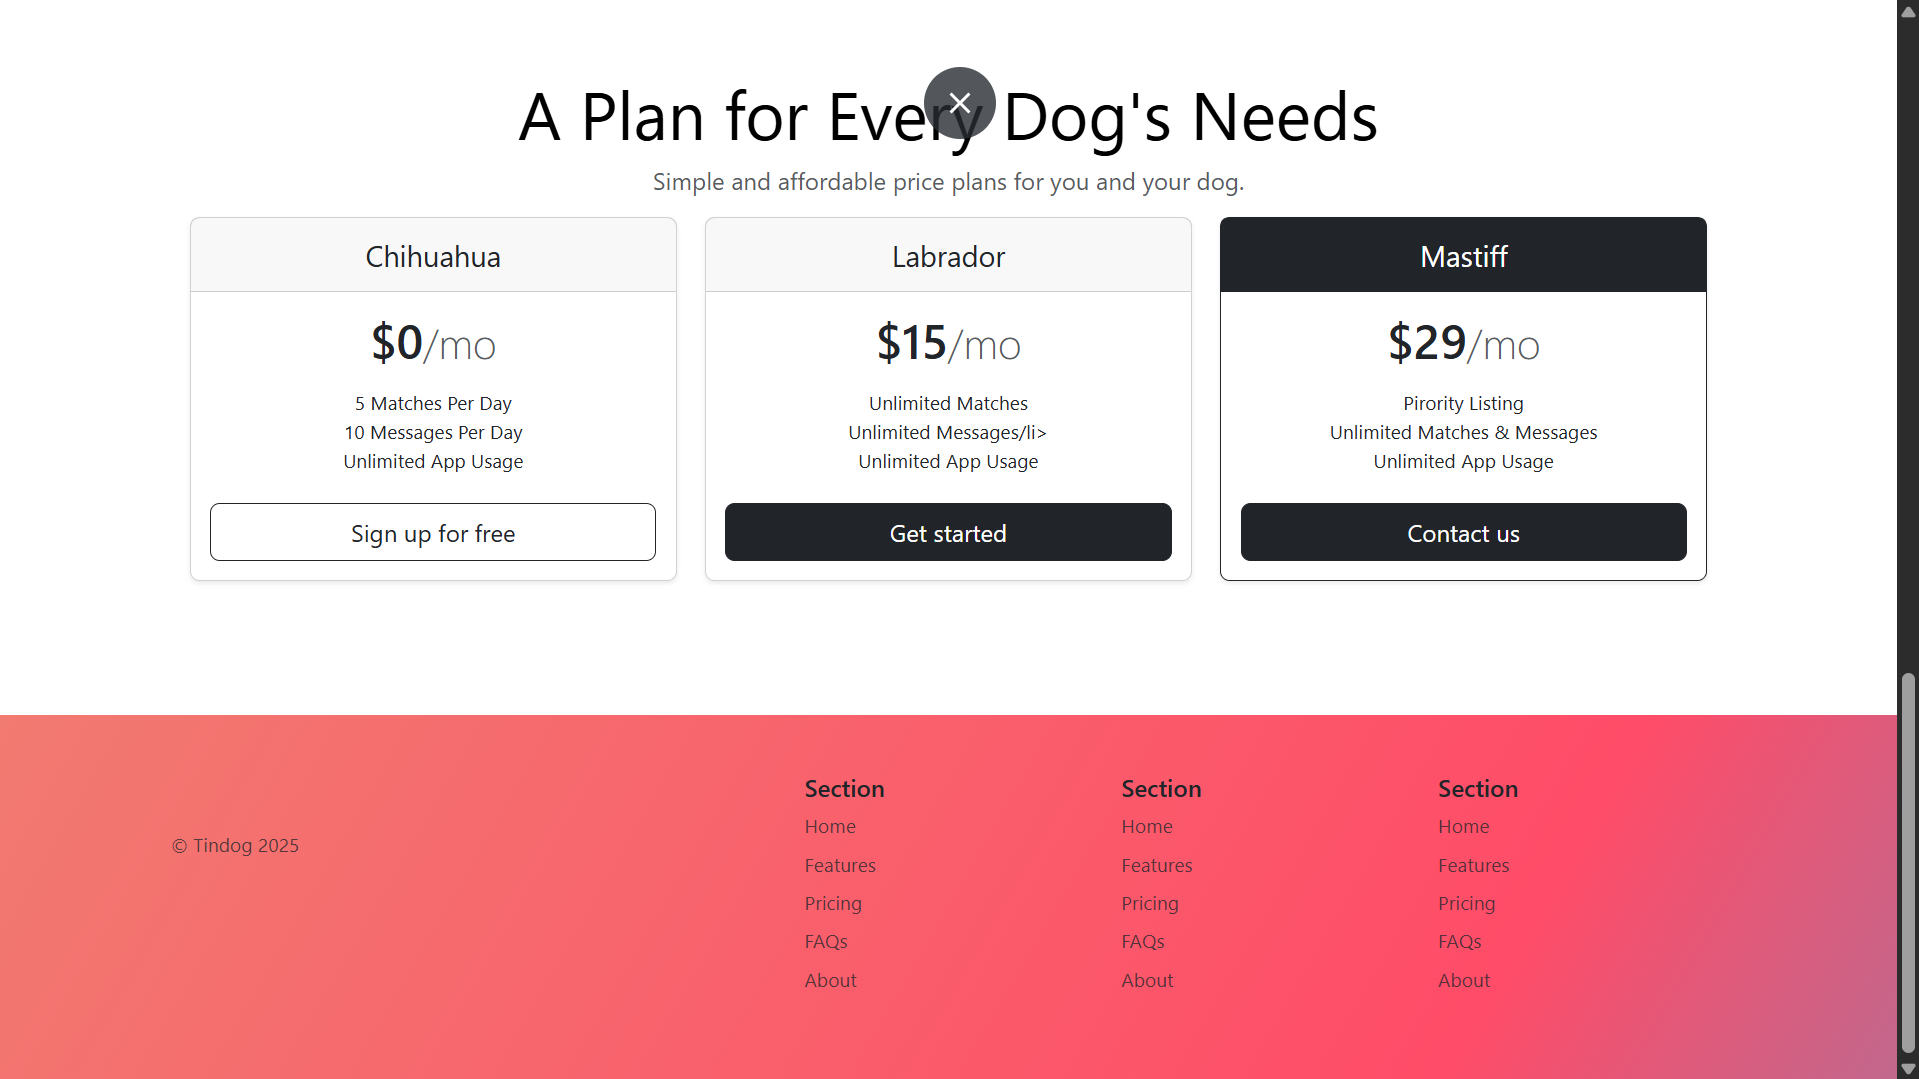 A Plan for Every Dog's Needs
Simple and affordable price plans for you and your dog.
Chihuahua
$0/mo
5 Matches Per Day
10 Messages Per Day
Unlimited App Usage
Sign up for free
Labrador
$15/mo
Unlimited Matches
Unlimited Messages/li>
Unlimited App Usage
Get started
Mastiff
$29/mo
Pirority Listing
Unlimited Matches & Messages
Unlimited App Usage
Contact us
© Tindog 2025
Section
Home
Features
Pricing
FAQs
About
Section
Home
Features
Pricing
FAQs
About
Section
Home
Features
Pricing
FAQs
About